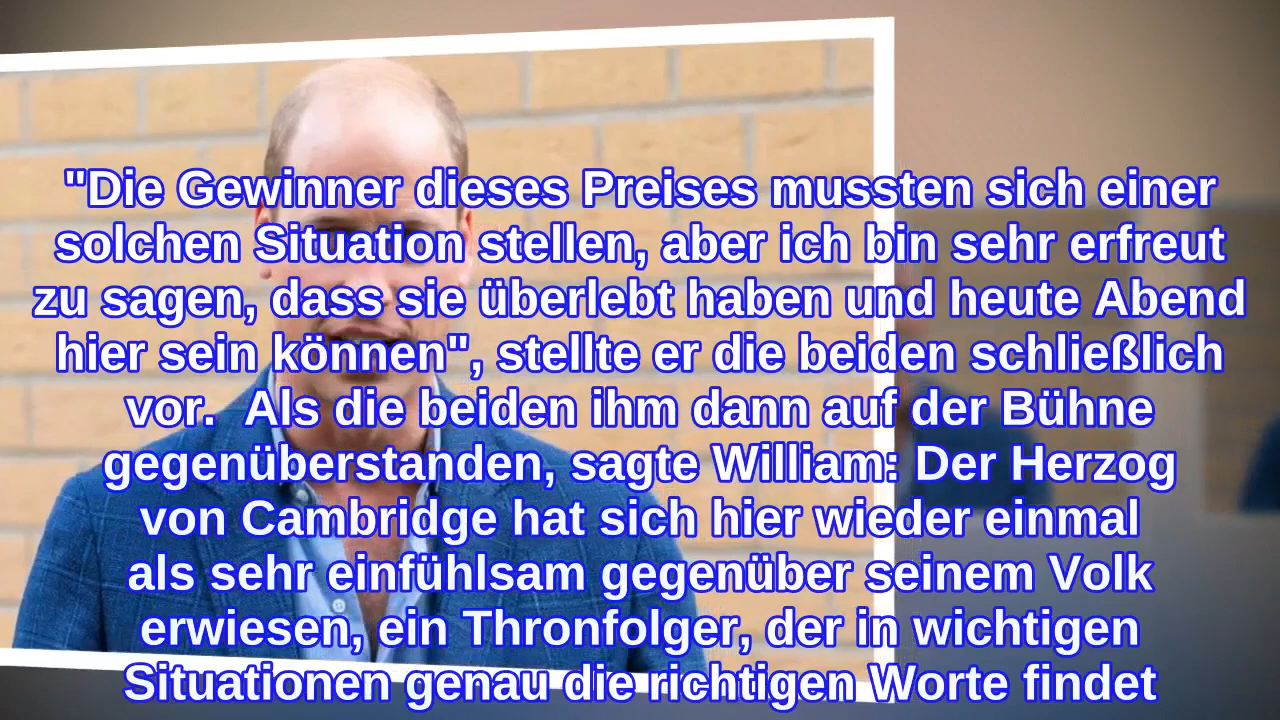 "Die Gewinner dieses Preises mussten sich einer
solchen Situation stellen, aber ich bin sehr erfreut
zu sagen, dass sie überlebt haben und heute Abend
hier sein können", stellte er die beiden schließlich
vor.  Als die beiden ihm dann auf der Bühne
gegenüberstanden, sagte William: Der Herzog
von Cambridge hat sich hier wieder einmal
als sehr einfühlsam gegenüber seinem Volk
erwiesen, ein Thronfolger, der in wichtigen
Situationen genau die richtigen Worte findet